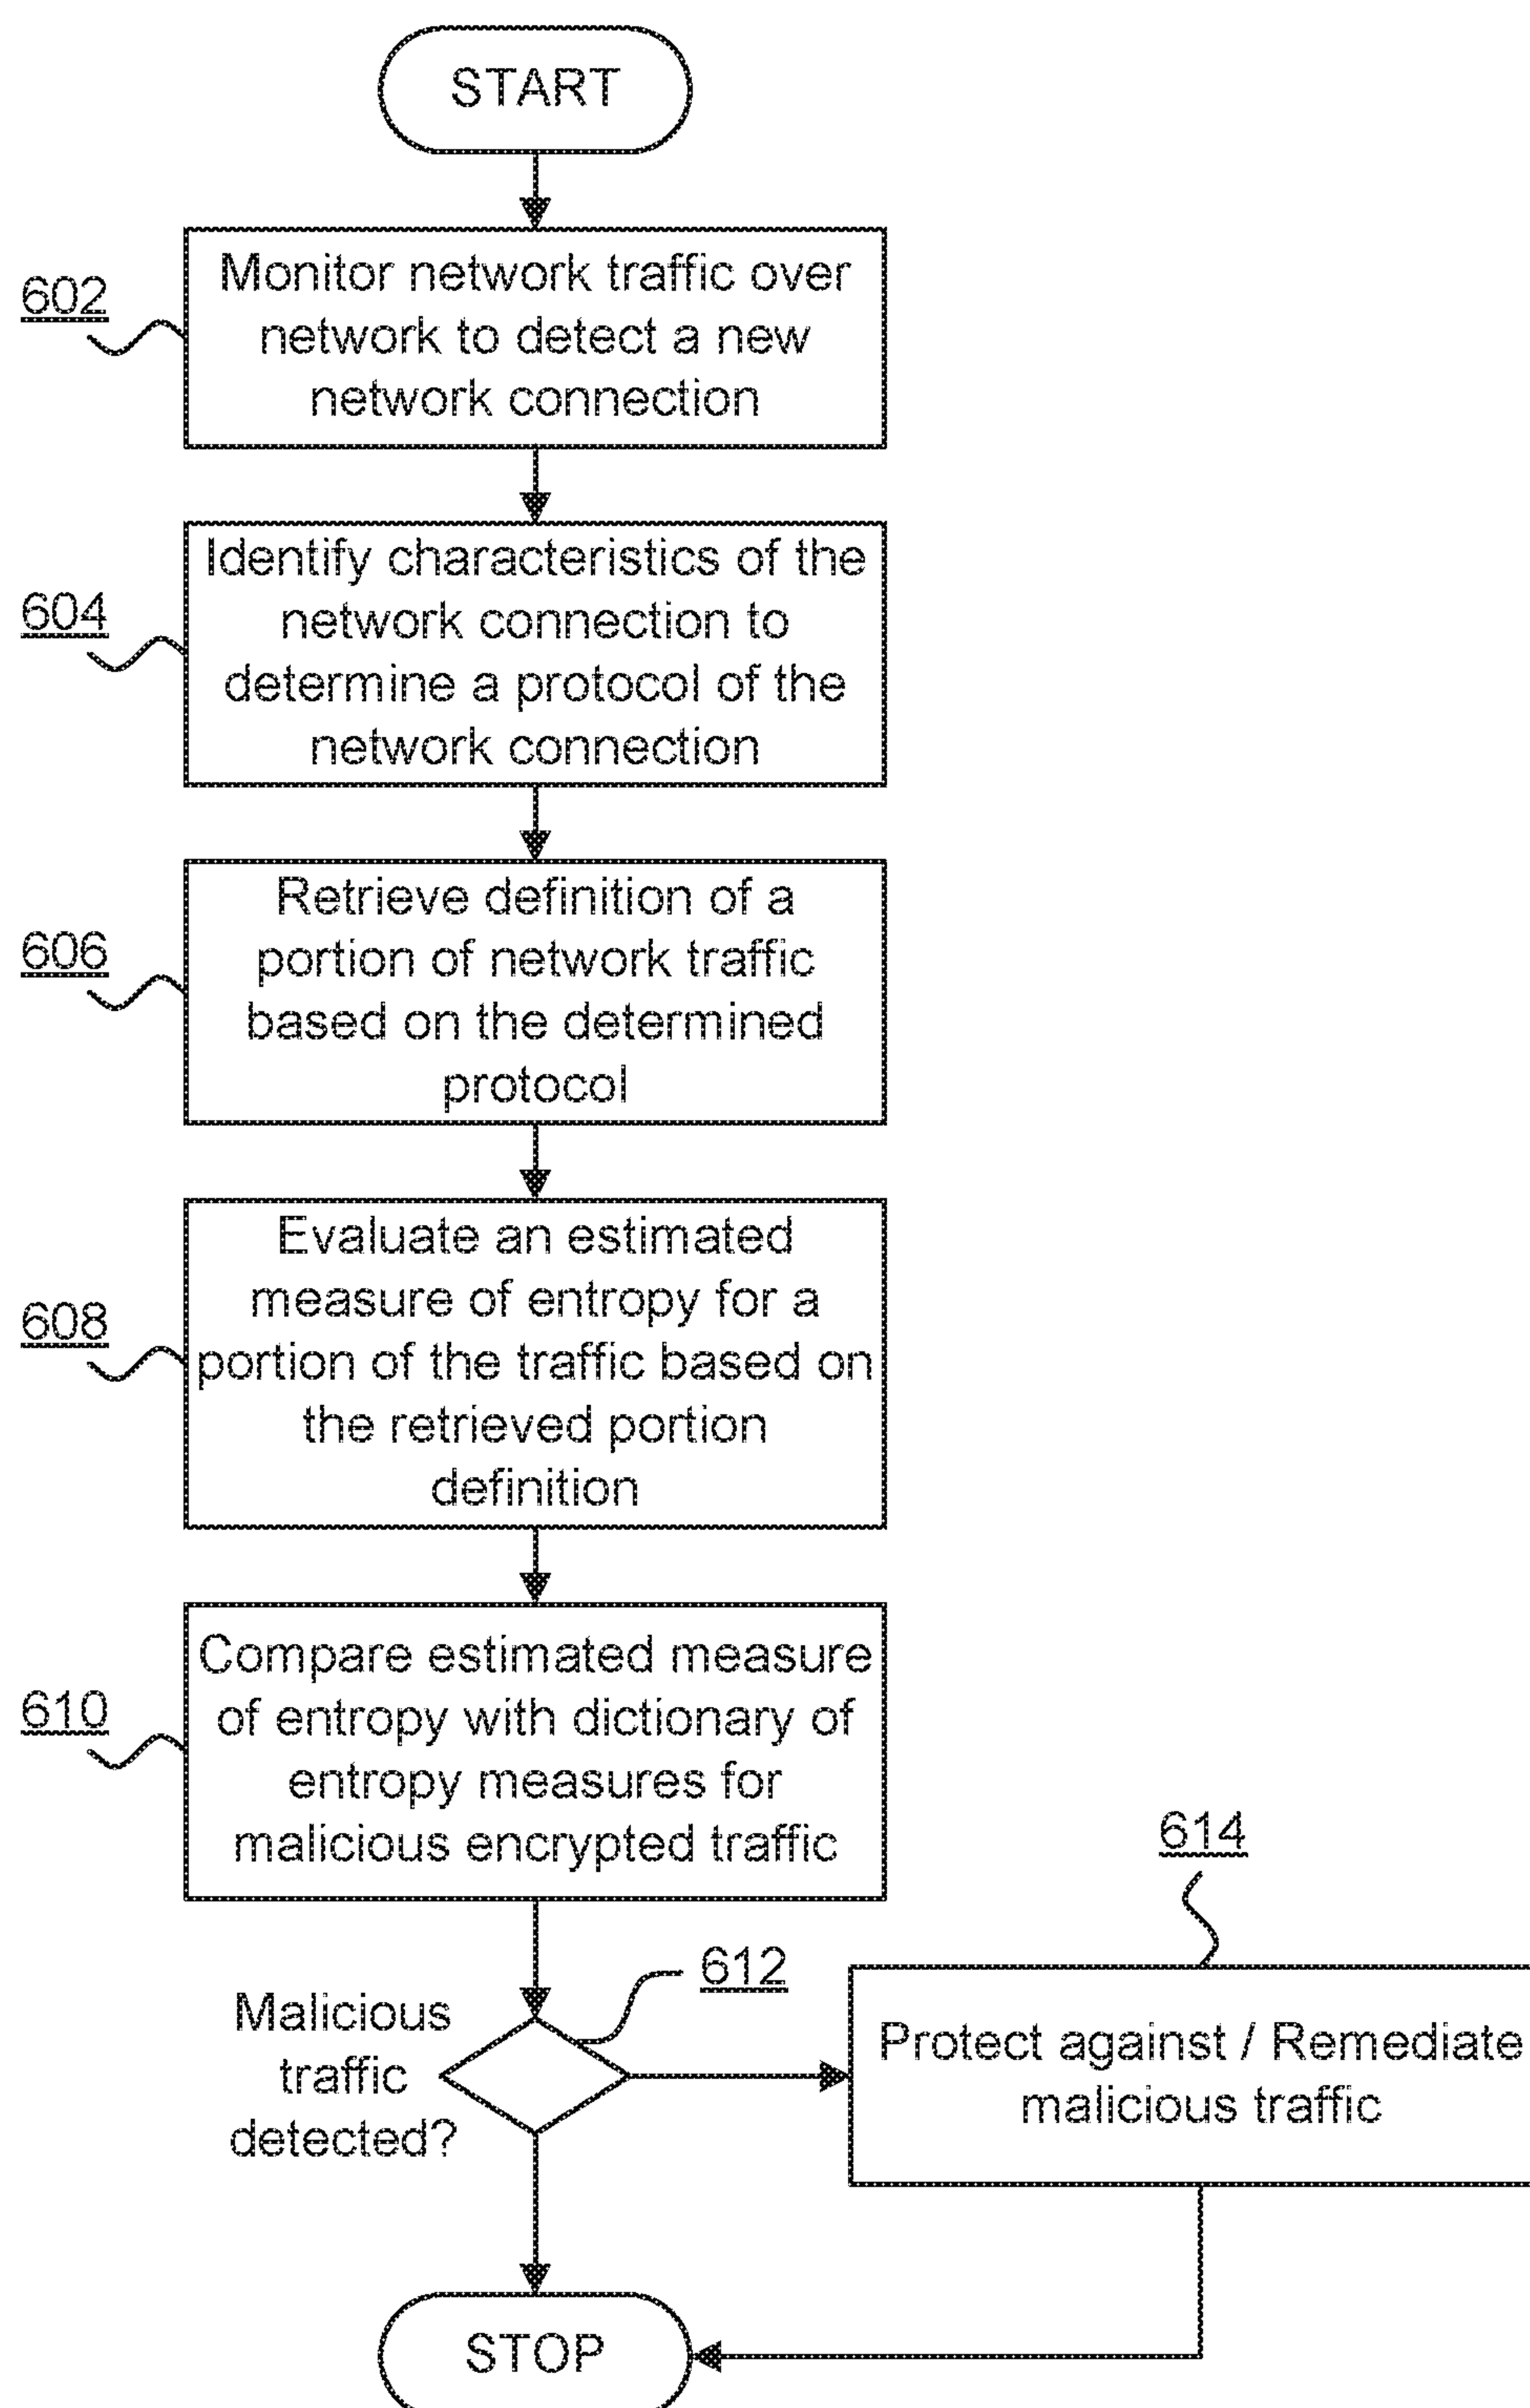 START
602
Monitor network traffic over
network to detect a new
network connection
604
Identify characteristics of the
network connection to
determine a protocol of the
network connection
606
Retrieve definition of a
portion of network traffic
based on the determined
protocol
608
Evaluate an estimated
measure of entropy for a
portion of the traffic based on
the retrieved portion
definition
610
Compare estimated measure
of entropy with dictionary of
entropy measures for
malicious encrypted traffic
612
Malicious
traffic
detected?
614
Protect against / Remediate
malicious traffic
STOP